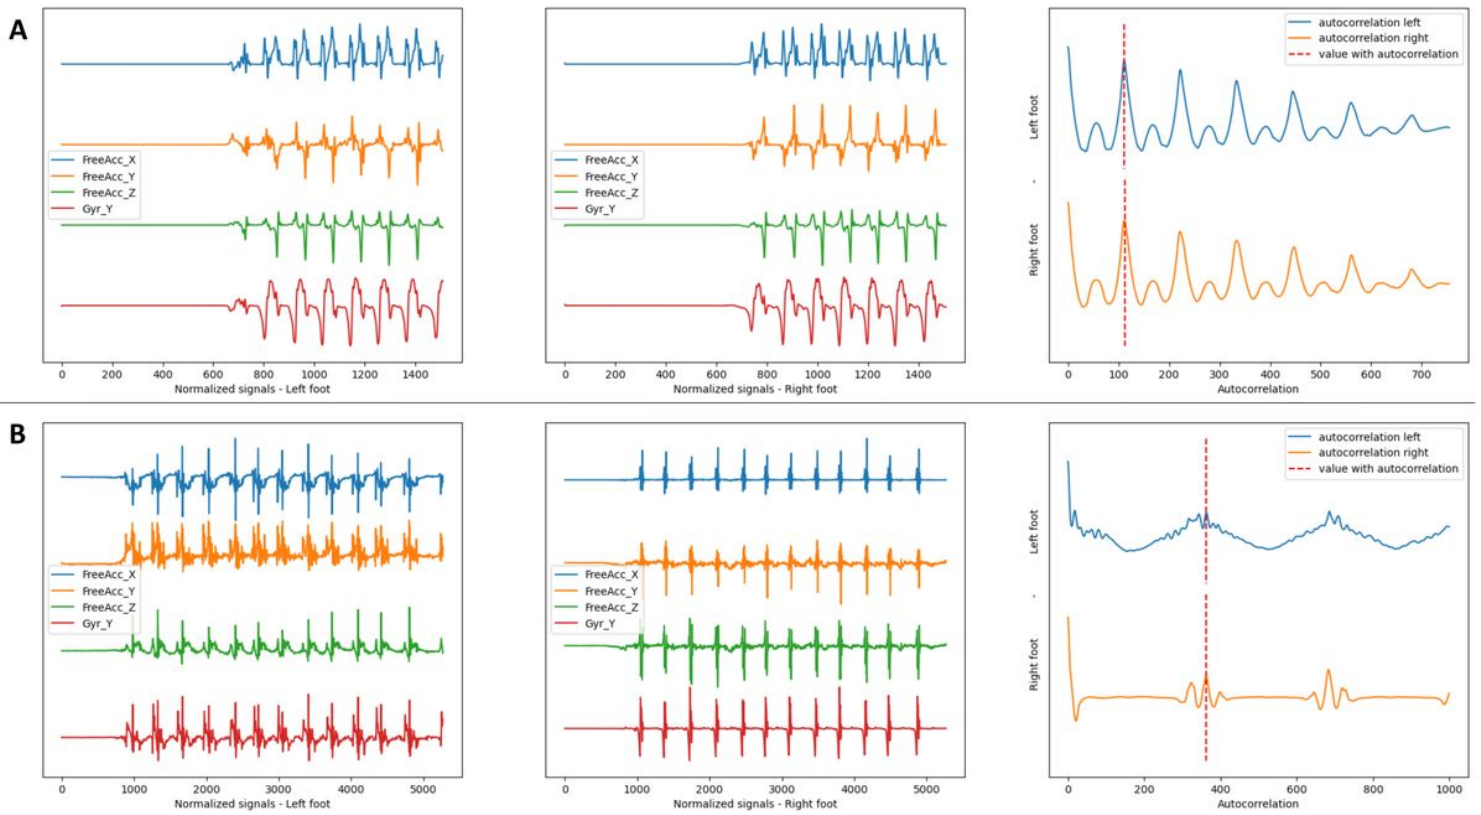 A
FreeAcc_X
FreeAcc_Y
FreeAcc_Z
Gyr_Y
0 200 400 600 800 1000 1200 1400
Normalized signals - Left foot
FreeAcc_X
FreeAcc_Y
FreeAcc_Z
Gyr_Y
0 200 400 600 800 1000 1200 1400
Normalized signals - Right foot
autocorrelation left
autocorrelation right
value with autocorrelation
Right foot - Left foot
0 100 200 300 400 500 600 700
Autocorrelation
B
FreeAcc_X
FreeAcc_Y
FreeAcc_Z
Gyr_Y
0 1000 2000 3000 4000 5000
Normalized signals - Left foot
FreeAcc_X
FreeAcc_Y
FreeAcc_Z
Gyr_Y
0 1000 2000 3000 4000 5000
Normalized signals - Right foot
autocorrelation left
autocorrelation right
value with autocorrelation
Right foot - Left foot
0 200 400 600 800 1000
Autocorrelation